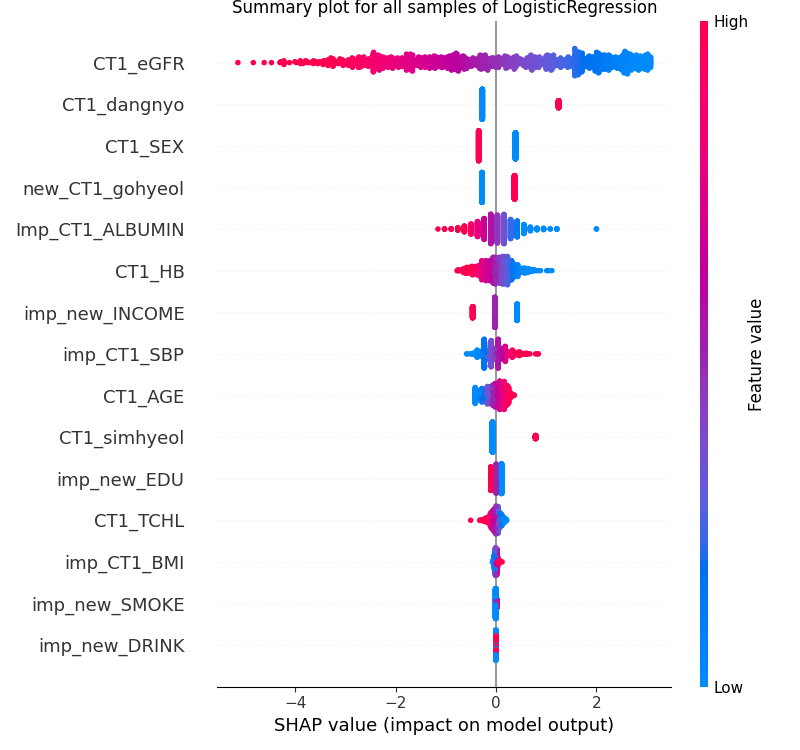 Summary plot for all samples of LogisticRegression
High
CT1_eGFR
CT1_dangnyo
CT1_SEX
new_CT1_gohyeol
Imp_CT1_ALBUMIN
CT1_HB
imp_new_INCOME
imp_CT1_SBP
CT1_AGE
CT1_simhyeol
imp_new_EDU
CT1_TCHL
imp_CT1_BMI
imp_new_SMOKE
imp_new_DRINK
Feature value
Low
−4 −2 0 2
SHAP value (impact on model output)